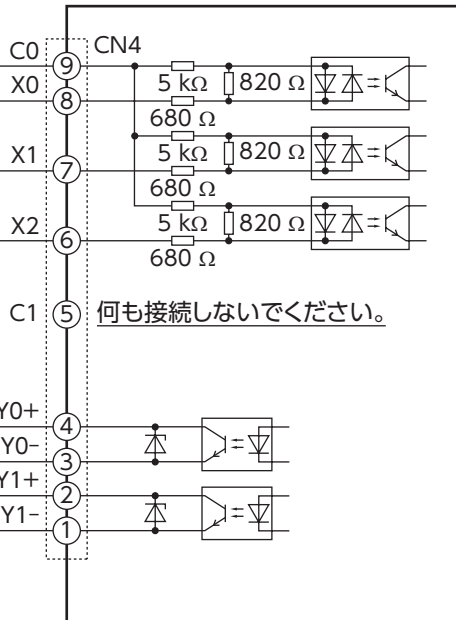 C0 ⑨ CN4
5 kΩ 820 Ω
X0 ⑧
680 Ω
5 kΩ 820 Ω
X1 ⑦
680 Ω
5 kΩ 820 Ω
X2 ⑥
680 Ω
C1 ⑤ 何も接続しないでください。
Y0+ ④
Y0− ③
Y1+ ②
Y1− ①